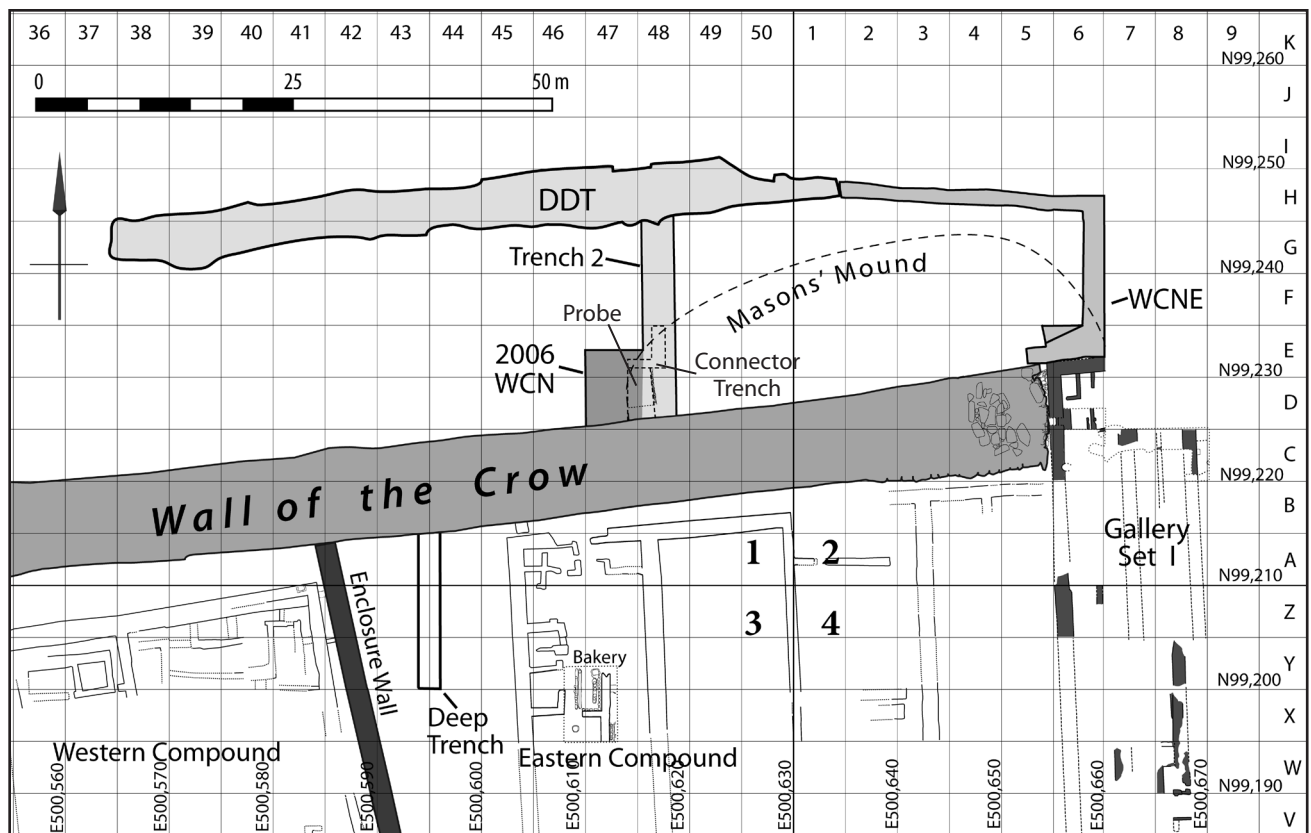 36 37 38 39 40 41 42 43 44 45 46 47 48 49 50 1 2 3 4 5 6 7 8 9
K
N99,260
0 25 50 m
J
I
N99,250
H
DDT
G
Trench 2
N99,240
Masons' Mound
WCNE
F
Probe
2006
WCN
Connector
Trench
E
N99,230
D
C
N99,220
Wall of the Crow
B
Gallery
Set I
1 2
A
N99,210
Enclosure Wall
3 4
Z
Bakery
Y
N99,200
Deep
Trench
X
Western Compound
Eastern Compound
W
N99,190
E500,560
E500,570
E500,580
E500,590
E500,600
E500,610
E500,620
E500,630
E500,640
E500,650
E500,660
E500,670
V